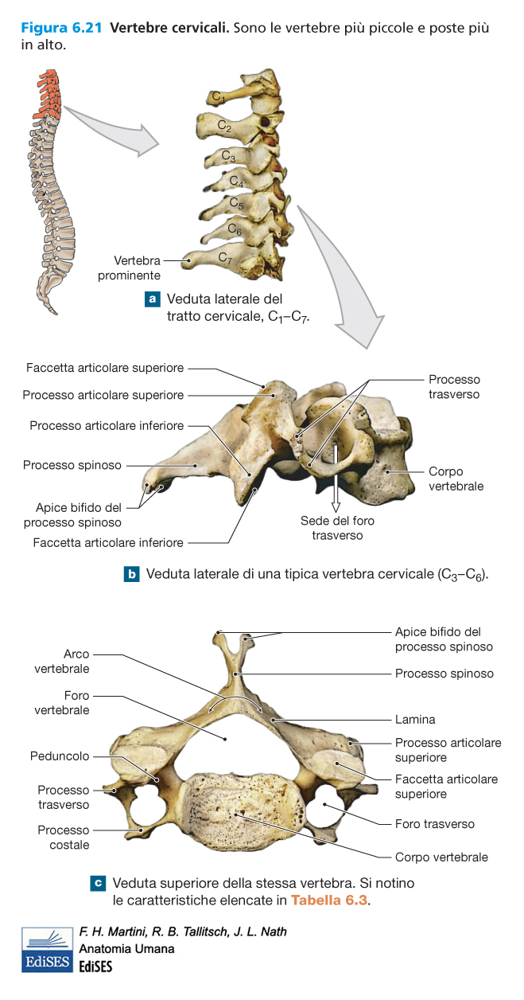 Figura 6.21 Vertebre cervicali. Sono le vertebre più piccole e poste più
in alto.
C1
C2
C3
C4
C5
C6
C7
Vertebra
prominente
a Veduta laterale del
tratto cervicale, C1–C7.
Faccetta articolare superiore
Processo articolare superiore
Processo articolare inferiore
Processo spinoso
Apice bifido del
processo spinoso
Faccetta articolare inferiore
Processo
trasverso
Corpo
vertebrale
Sede del foro
trasverso
b Veduta laterale di una tipica vertebra cervicale (C3–C6).
Arco
vertebrale
Foro
vertebrale
Peduncolo
Processo
trasverso
Processo
costale
Apice bifido del
processo spinoso
Processo spinoso
Lamina
Processo articolare
superiore
Faccetta articolare
superiore
Foro trasverso
Corpo vertebrale
c Veduta superiore della stessa vertebra. Si notino
le caratteristiche elencate in Tabella 6.3.
EdiSES
F. H. Martini, R. B. Tallitsch, J. L. Nath
Anatomia Umana
EdiSES